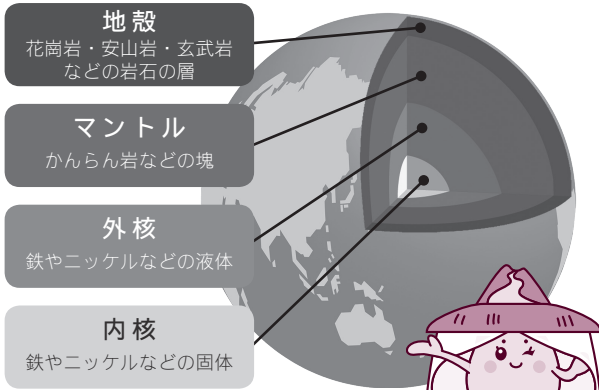 地殻
花崗岩・安山岩・玄武岩
などの岩石の層
マントル
かんらん岩などの塊
外核
鉄やニッケルなどの液体
内核
鉄やニッケルなどの固体